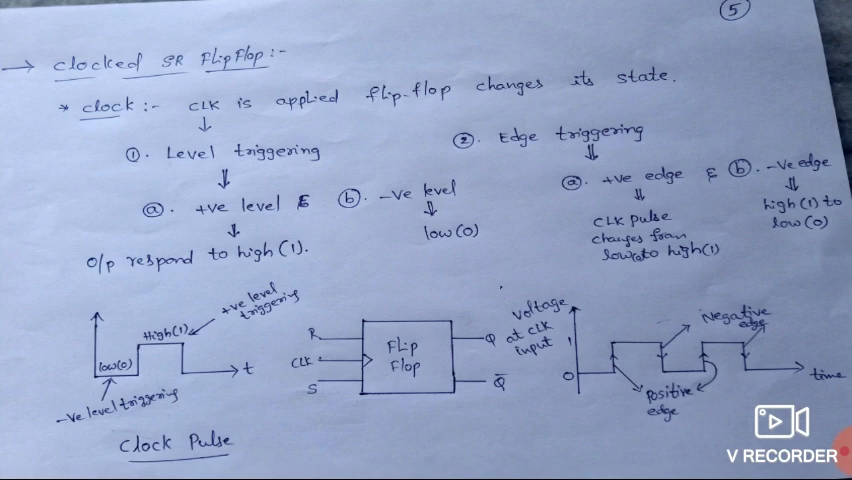 5
→ Clocked SR FlipFlop:-
* Clock:- CLK is applied flip-flop changes its state.
①. Level triggering
②. Edge triggering
ⓐ. +ve level & ⓑ. -ve level
ⓐ. +ve edge & ⓑ. -ve edge
o/p respond to high (1).
low (0)
CLK pulse
changes from
low(0) to high(1)
high (1) to
low (0)
+ve level
triggering
High(1)
low(0)
t
-ve level triggering
Clock Pulse
R
CLK
S
Flip
Flop
Q
Q̅
Voltage
at CLK
input
1
0
Negative
edge
positive
edge
time
V RECORDER